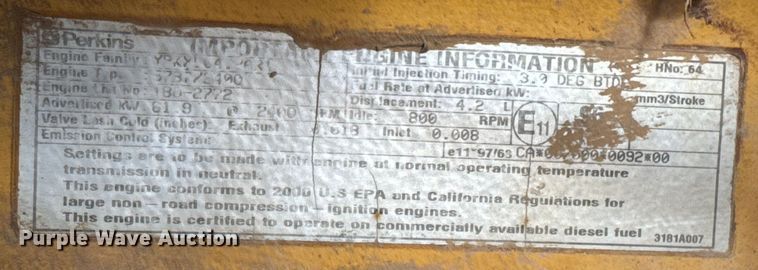 Perkins IMPORTANT ENGINE INFORMATION HNo: 64
Engine Family
Engine Type Initial Injection Timing: 3.0 DEG BTDC
Engine List No Fuel Rate at Advertised kW: mm3/Stroke
Advertised kW: 61.9 @ RPM Displacement: 4.2 L
Valve Lash Cold (inches) Exhaust 0.018 Idle: 800 RPM
Emission Control System: Inlet 0.008 E11
e11*97/68 CA* *0092*00
Settings are to be made with engine at normal operating temperature
transmission in neutral.
This engine conforms to 2000 U.S EPA and California Regulations for
large non-road compression-ignition engines.
This engine is certified to operate on commercially available diesel fuel 3181A007
Purple Wave Auction